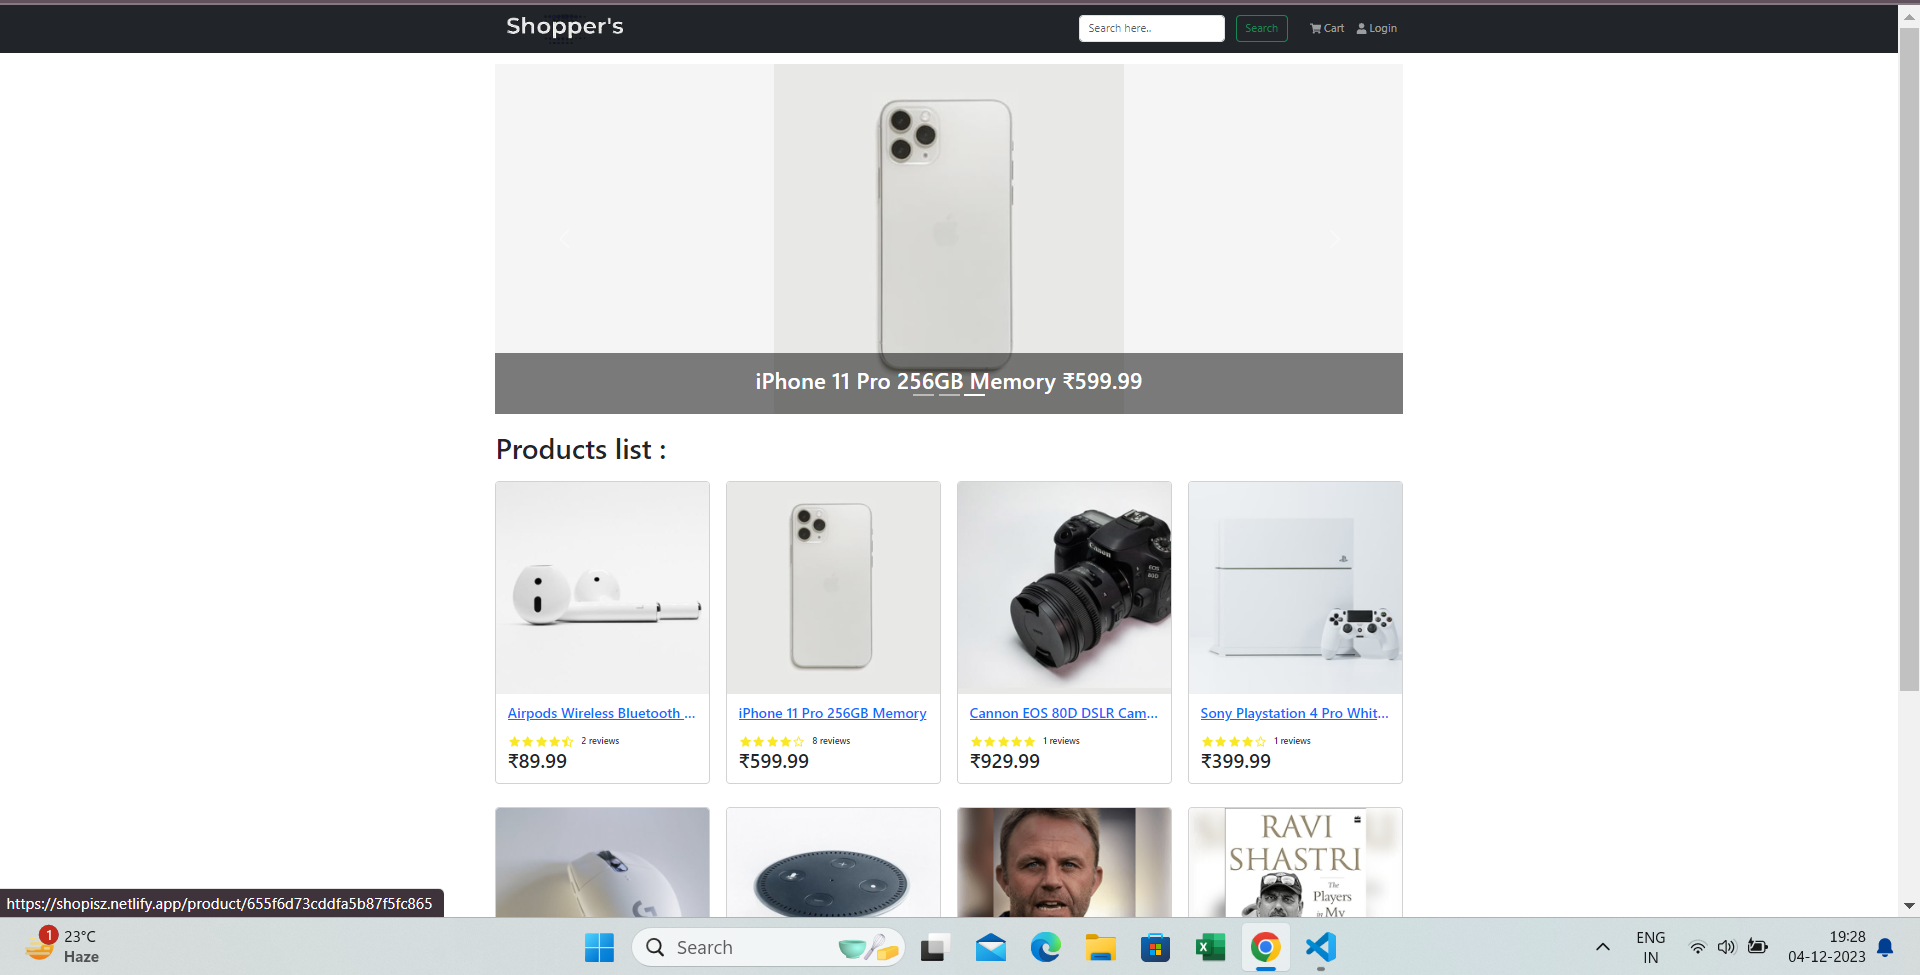 Shopper's
Search here..
Search
Cart
Login
iPhone 11 Pro 256GB Memory ₹599.99
Products list :
Canon
EOS
80D
Airpods Wireless Bluetooth ...
2 reviews
₹89.99
iPhone 11 Pro 256GB Memory
8 reviews
₹599.99
Cannon EOS 80D DSLR Cam...
1 reviews
₹929.99
Sony Playstation 4 Pro Whit...
1 reviews
₹399.99
RAVI
SHASTRI
The
Players
in My
https://shopisz.netlify.app/product/655f6d73cddfa5b87f5fc865
1
23°C
Haze
Search
ENG
IN
19:28
04-12-2023